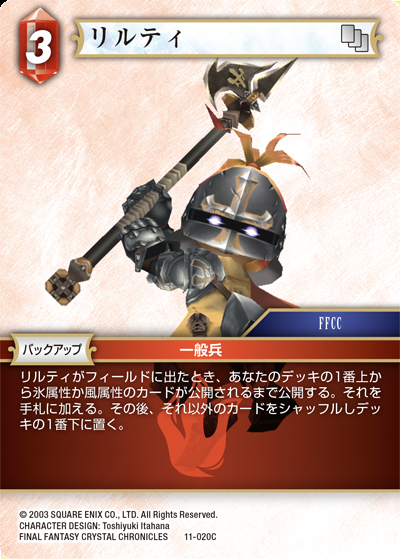 3
リルティ
FFCC
バックアップ
一般兵
リルティがフィールドに出たとき、あなたのデッキの1番上か
ら氷属性か風属性のカードが公開されるまで公開する。それ
を手札に加える。その後、それ以外のカードをシャッフルしデッ
キの1番下に置く。
© 2003 SQUARE ENIX CO., LTD. All Rights Reserved.
CHARACTER DESIGN: Toshiyuki Itahana
FINAL FANTASY CRYSTAL CHRONICLES 11-020C